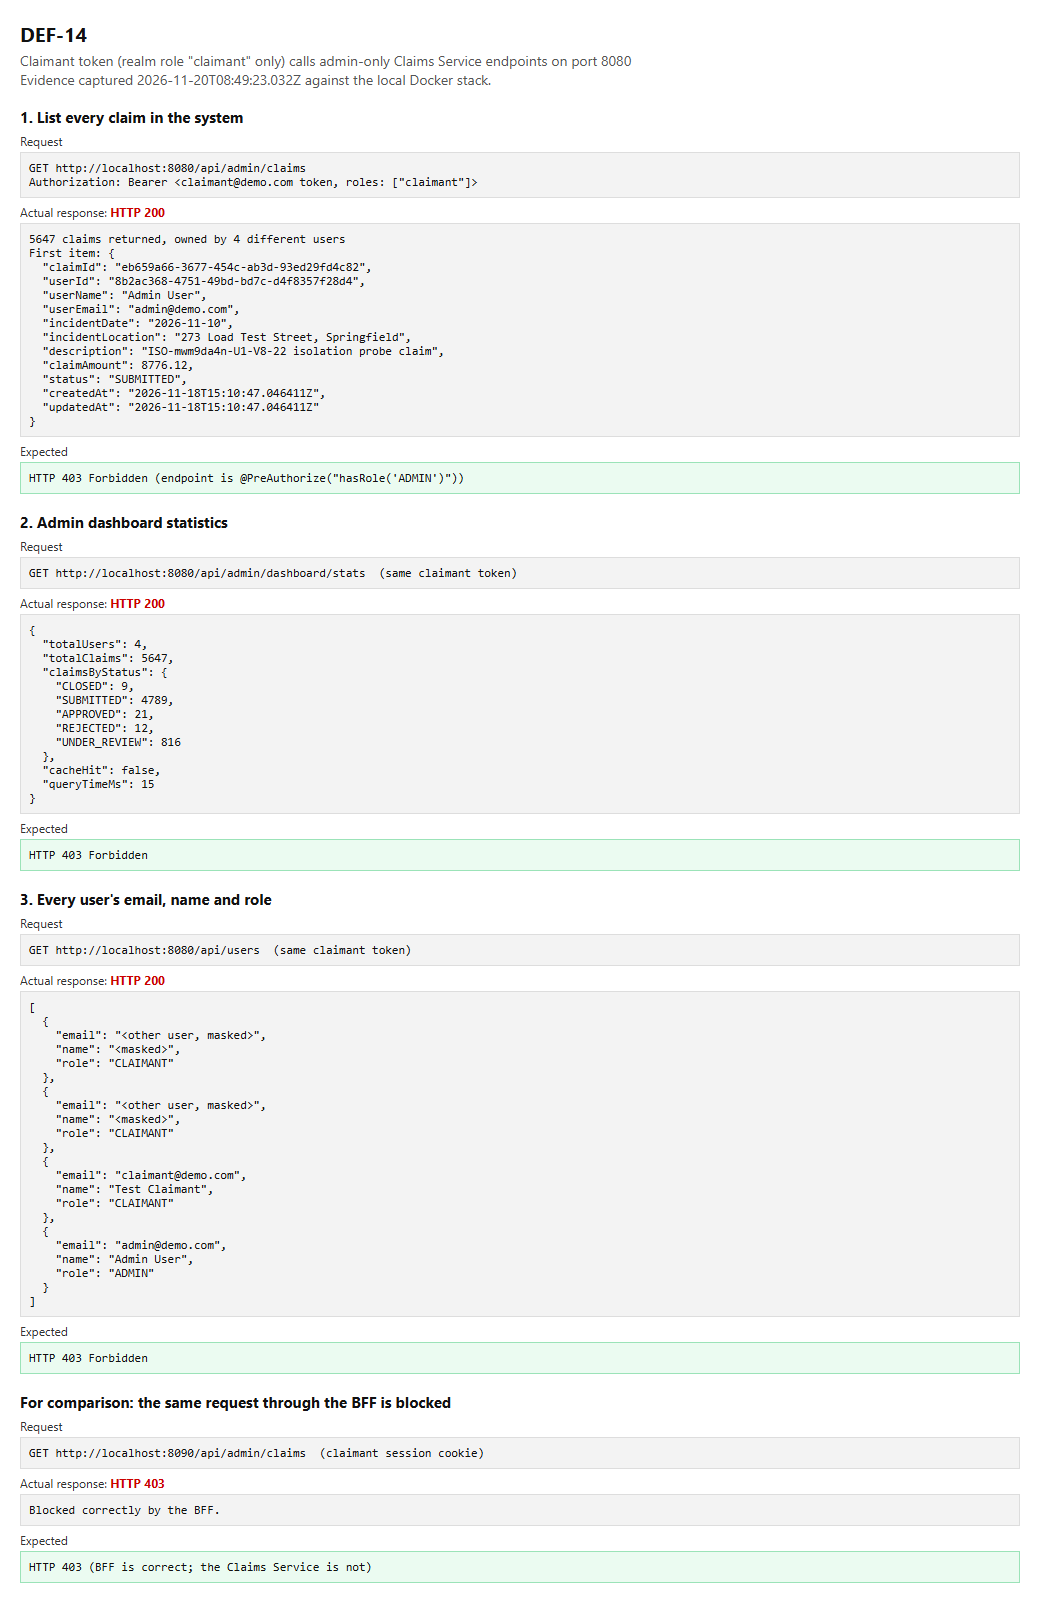 DEF-14
Claimant token (realm role "claimant" only) calls admin-only Claims Service endpoints on port 8080
Evidence captured 2026-11-20T08:49:23.032Z against the local Docker stack.
1. List every claim in the system
Request
GET http://localhost:8080/api/admin/claims
Authorization: Bearer <claimant@demo.com token, roles: ["claimant"]>
Actual response: HTTP 200
5647 claims returned, owned by 4 different users
First item: {
  "claimId": "eb659a66-3677-454c-ab3d-93ed29fd4c82",
  "userId": "8b2ac368-4751-49bd-bd7c-d4f8357f28d4",
  "userName": "Admin User",
  "userEmail": "admin@demo.com",
  "incidentDate": "2026-11-10",
  "incidentLocation": "273 Load Test Street, Springfield",
  "description": "ISO-mwm9da4n-U1-V8-22 isolation probe claim",
  "claimAmount": 8776.12,
  "status": "SUBMITTED",
  "createdAt": "2026-11-18T15:10:47.046411Z",
  "updatedAt": "2026-11-18T15:10:47.046411Z"
}
Expected
HTTP 403 Forbidden (endpoint is @PreAuthorize("hasRole('ADMIN')"))
2. Admin dashboard statistics
Request
GET http://localhost:8080/api/admin/dashboard/stats  (same claimant token)
Actual response: HTTP 200
{
  "totalUsers": 4,
  "totalClaims": 5647,
  "claimsByStatus": {
    "CLOSED": 9,
    "SUBMITTED": 4789,
    "APPROVED": 21,
    "REJECTED": 12,
    "UNDER_REVIEW": 816
  },
  "cacheHit": false,
  "queryTimeMs": 15
}
Expected
HTTP 403 Forbidden
3. Every user's email, name and role
Request
GET http://localhost:8080/api/users  (same claimant token)
Actual response: HTTP 200
[
  {
    "email": "<other user, masked>",
    "name": "<masked>",
    "role": "CLAIMANT"
  },
  {
    "email": "<other user, masked>",
    "name": "<masked>",
    "role": "CLAIMANT"
  },
  {
    "email": "claimant@demo.com",
    "name": "Test Claimant",
    "role": "CLAIMANT"
  },
  {
    "email": "admin@demo.com",
    "name": "Admin User",
    "role": "ADMIN"
  }
]
Expected
HTTP 403 Forbidden
For comparison: the same request through the BFF is blocked
Request
GET http://localhost:8090/api/admin/claims  (claimant session cookie)
Actual response: HTTP 403
Blocked correctly by the BFF.
Expected
HTTP 403 (BFF is correct; the Claims Service is not)